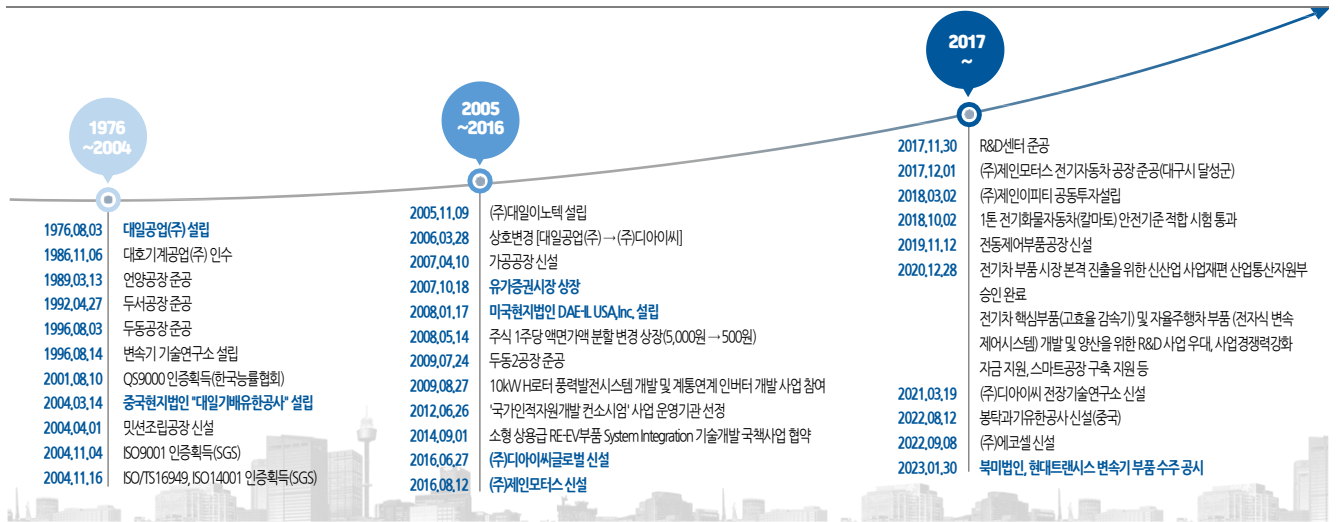 1976
~2004
1976.08.03 대일공업(주) 설립
1986.11.06 대호기계공업(주) 인수
1989.03.13 언양공장 준공
1992.04.27 두서공장 준공
1996.08.03 두동공장 준공
1996.08.14 변속기 기술연구소 설립
2001.08.10 QS9000 인증획득(한국능률협회)
2004.03.14 중국현지법인 "대일기배유한공사" 설립
2004.04.01 밋션조립공장 신설
2004.11.04 ISO9001 인증획득(SGS)
2004.11.16 ISO/TS16949, ISO14001 인증획득(SGS)
2005
~2016
2005.11.09 (주)대일이노텍 설립
2006.03.28 상호변경 [대일공업(주) → (주)디아이씨]
2007.04.10 가공공장 신설
2007.10.18 유가증권시장 상장
2008.01.17 미국현지법인 DAE-IL USA,Inc. 설립
2008.05.14 주식 1주당 액면가액 분할 변경 상장(5,000원 → 500원)
2009.07.24 두동2공장 준공
2009.08.27 10kW H로터 풍력발전시스템 개발 및 계통연계 인버터 개발 사업 참여
2012.06.26 '국가인적자원개발 컨소시엄' 사업 운영기관 선정
2014.09.01 소형 상용급 RE-EV부품 System Integration 기술개발 국책사업 협약
2016.06.27 (주)디아이씨글로벌 신설
2016.08.12 (주)제인모터스 신설
2017
~
2017.11.30 R&D센터 준공
2017.12.01 (주)제인모터스 전기자동차 공장 준공(대구시 달성군)
2018.03.02 (주)제인이피티 공동투자설립
2018.10.02 1톤 전기화물자동차(칼마토) 안전기준 적합 시험 통과
2019.11.12 전동제어부품공장 신설
2020.12.28 전기차 부품 시장 본격 진출을 위한 신산업 사업재편 산업통산자원부
승인 완료
전기차 핵심부품(고효율 감속기) 및 자율주행차 부품 (전자식 변속
제어시스템) 개발 및 양산을 위한 R&D 사업 우대, 사업경쟁력강화
자금 지원, 스마트공장 구축 지원 등
2021.03.19 (주)디아이씨 전장기술연구소 신설
2022.08.12 봉탁과기유한공사 신설(중국)
2022.09.08 (주)에코셀 신설
2023.01.30 북미법인, 현대트랜시스 변속기 부품 수주 공시